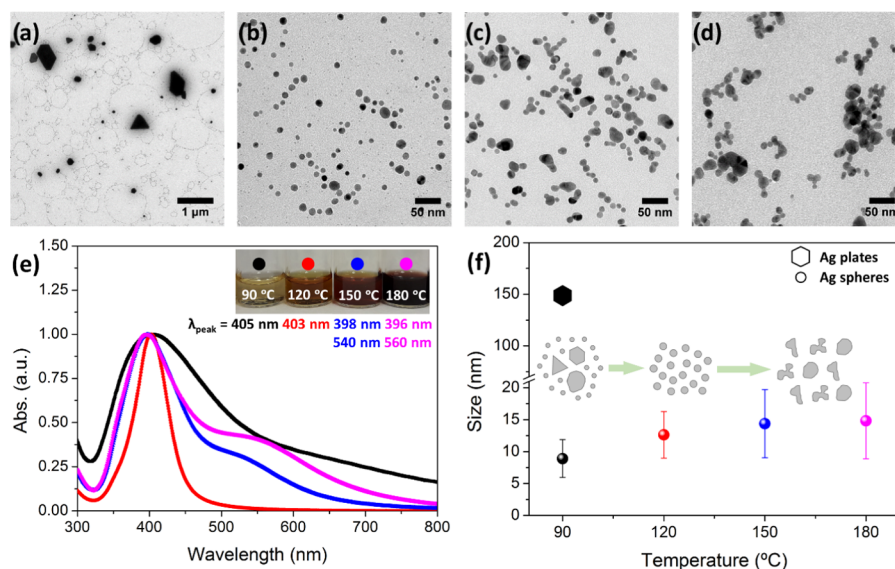 (a)
1 μm
(b)
50 nm
(c)
50 nm
(d)
50 nm
(e)
1.50
1.25
1.00
0.75
0.50
0.25
0.00
Abs. (a.u.)
90 °C 120 °C 150 °C 180 °C
λpeak = 405 nm 403 nm 398 nm 396 nm
540 nm 560 nm
300 400 500 600 700 800
Wavelength (nm)
(f)
200
150
100
50
20
15
10
5
0
Size (nm)
Ag plates
Ag spheres
90 120 150 180
Temperature (ºC)